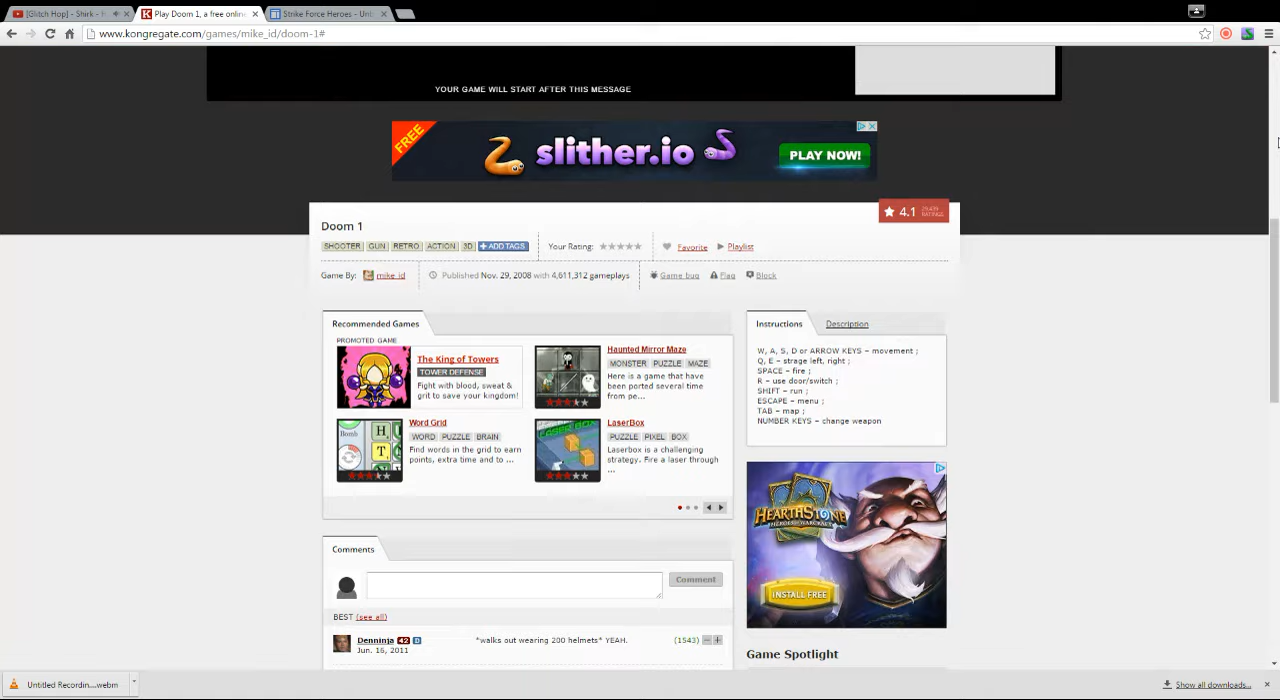 [Glitch Hop] - Shirk - H
Play Doom 1, a free online
Strike Force Heroes - Unb
www.kongregate.com/games/mike_id/doom-1#
YOUR GAME WILL START AFTER THIS MESSAGE
FREE
slither.io
PLAY NOW!
4.1
RATINGS
Doom 1
SHOOTER GUN RETRO ACTION 3D +ADD TAGS
Your Rating:
Favorite
Playlist
Game By: mike_id
Published Nov. 29, 2008 with 4,611,312 gameplays
Game bug
Flag
Block
Recommended Games
PROMOTED GAME
The King of Towers
TOWER DEFENSE
Fight with blood, sweat &
grit to save your kingdom!
Haunted Mirror Maze
MONSTER PUZZLE MAZE
Here is a game that have
been ported several time
from pe...
Bomb
H
T
Word Grid
WORD PUZZLE BRAIN
Find words in the grid to earn
points, extra time and to ...
LASERBOX
LaserBox
PUZZLE PIXEL BOX
Laserbox is a challenging
strategy. Fire a laser through
...
Instructions
Description
W, A, S, D or ARROW KEYS – movement ;
Q, E – strage left, right ;
SPACE – fire ;
R – use door/switch ;
SHIFT – run ;
ESCAPE – menu ;
TAB – map ;
NUMBER KEYS – change weapon
HEARTHSTONE
HEROES OF WARCRAFT
INSTALL FREE
Comments
Comment
BEST (see all)
Denninja 42 D
Jun. 16, 2011
*walks out wearing 200 helmets* YEAH.
(1543)
Game Spotlight
Untitled Recordin....webm
Show all downloads...